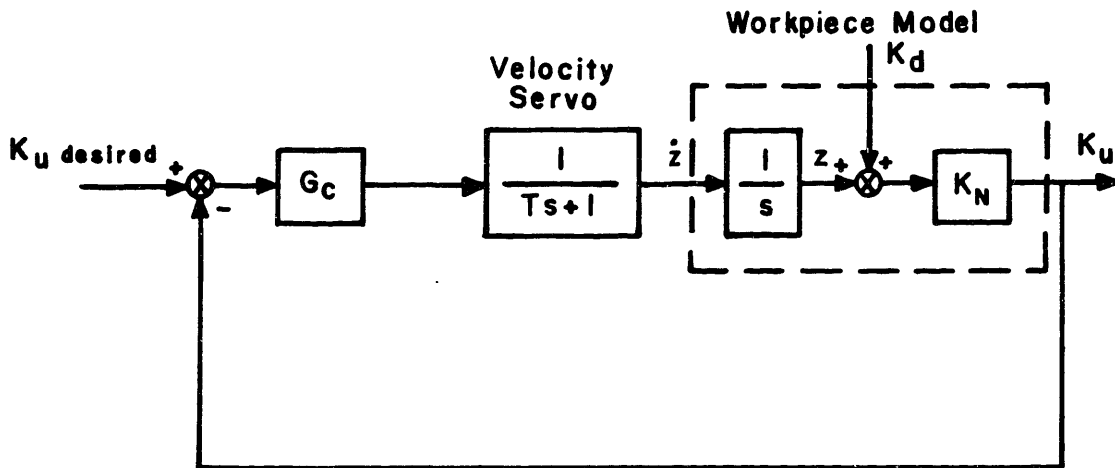 Workpiece Model
K_d
Velocity
Servo
K_u desired
+
-
G_C
1
Ts+1
ż
1
s
z
+
+
K_N
K_u